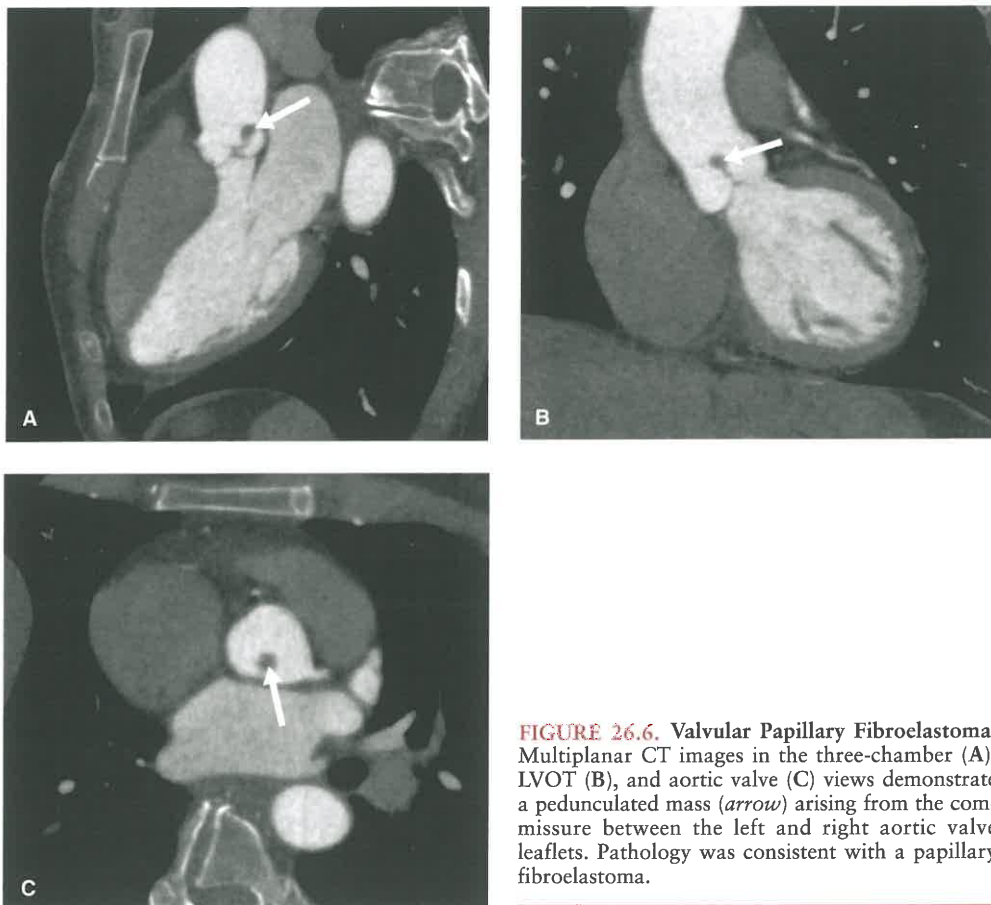 A
B
C
FIGURE 26.6. Valvular Papillary Fibroelastoma
Multiplanar CT images in the three-chamber (A)
LVOT (B), and aortic valve (C) views demonstrate
a pedunculated mass (arrow) arising from the com
missure between the left and right aortic valve
leaflets. Pathology was consistent with a papillary
fibroelastoma.